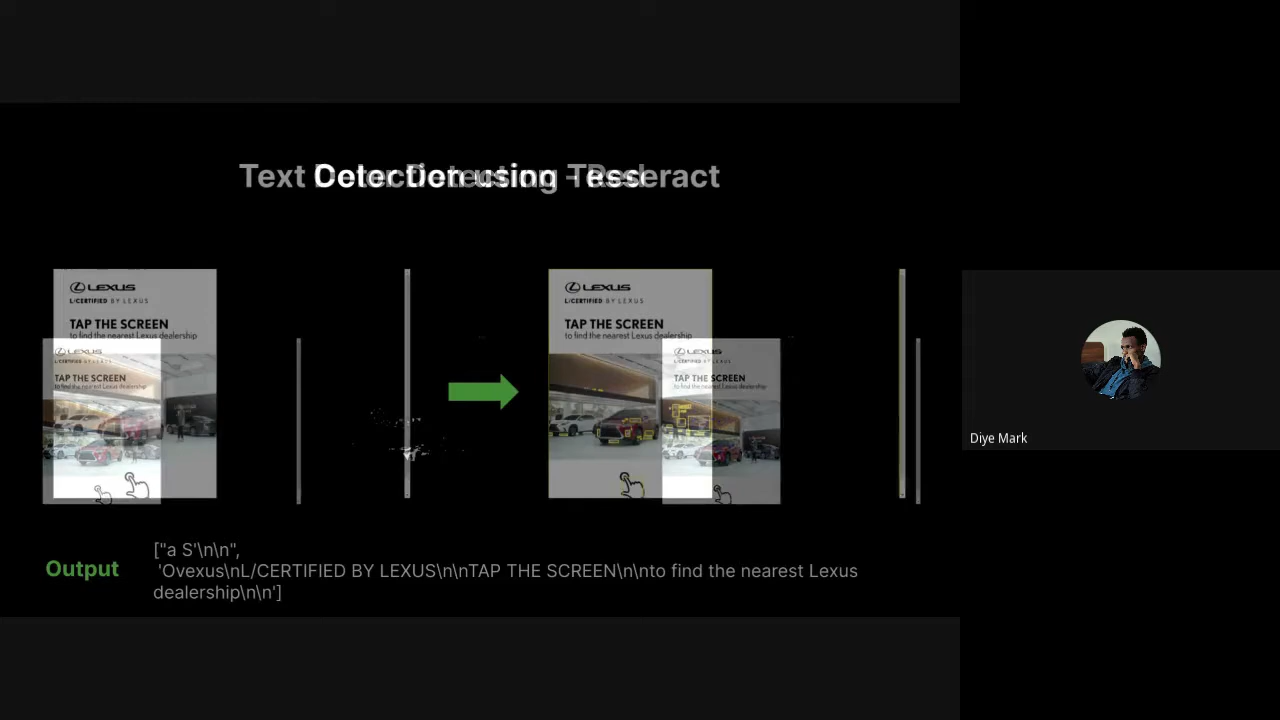 Text Detection using Tesseract
LEXUS
L/CERTIFIED BY LEXUS
TAP THE SCREEN
to find the nearest Lexus dealership
LEXUS
L/CERTIFIED BY LEXUS
TAP THE SCREEN
to find the nearest Lexus dealership
LEXUS
TAP THE SCREEN
to find the nearest Lexus dealership
LEXUS
TAP THE SCREEN
to find the nearest Lexus dealership
Diye Mark
Output
["a S'\n\n",
'Ovexus\nL/CERTIFIED BY LEXUS\n\nTAP THE SCREEN\n\nto find the nearest Lexus
dealership\n\n']